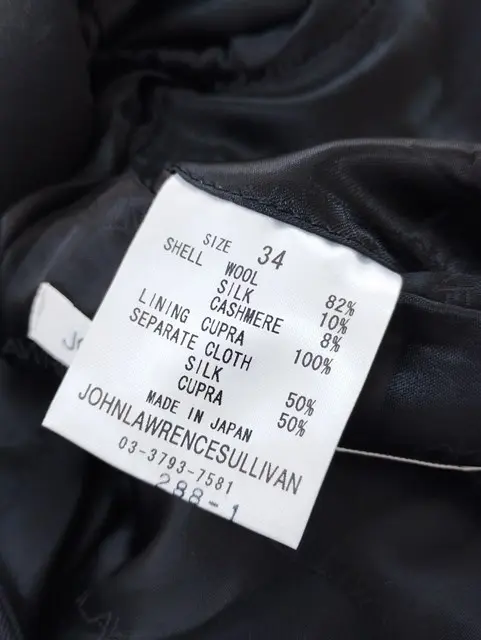 SIZE 34
SHELL WOOL 82%
SILK 10%
CASHMERE 8%
LINING CUPRA 100%
SEPARATE CLOTH
SILK 50%
CUPRA 50%
MADE IN JAPAN
JOHNLAWRENCESULLIVAN
03-3793-7581
288-1